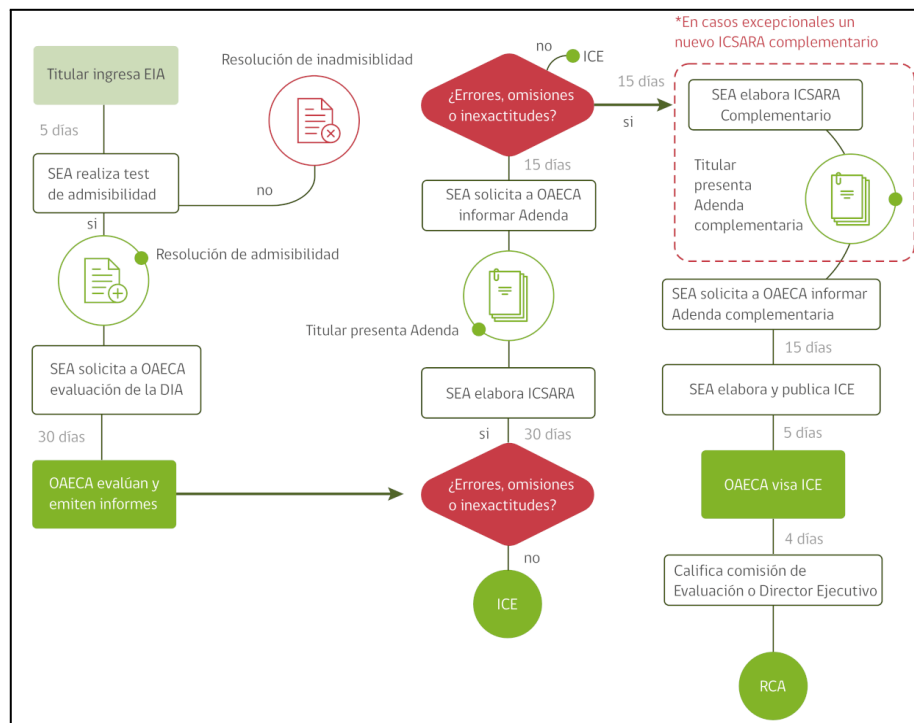 Titular ingresa EIA
5 días
SEA realiza test
de admisibilidad
no
Resolución de inadmisiblidad
si
Resolución de admisibilidad
SEA solicita a OAECA
evaluación de la DIA
30 días
OAECA evalúan y
emiten informes
¿Errores, omisiones
o inexactitudes?
no
ICE
si
30 días
SEA elabora ICSARA
Titular presenta Adenda
SEA solicita a OAECA
informar Adenda
15 días
¿Errores, omisiones
o inexactitudes?
no
ICE
15 días
si
*En casos excepcionales un
nuevo ICSARA complementario
SEA elabora ICSARA
Complementario
Titular
presenta
Adenda
complementaria
SEA solicita a OAECA informar
Adenda complementaria
15 días
SEA elabora y publica ICE
5 días
OAECA visa ICE
4 días
Califica comisión de
Evaluación o Director Ejecutivo
RCA